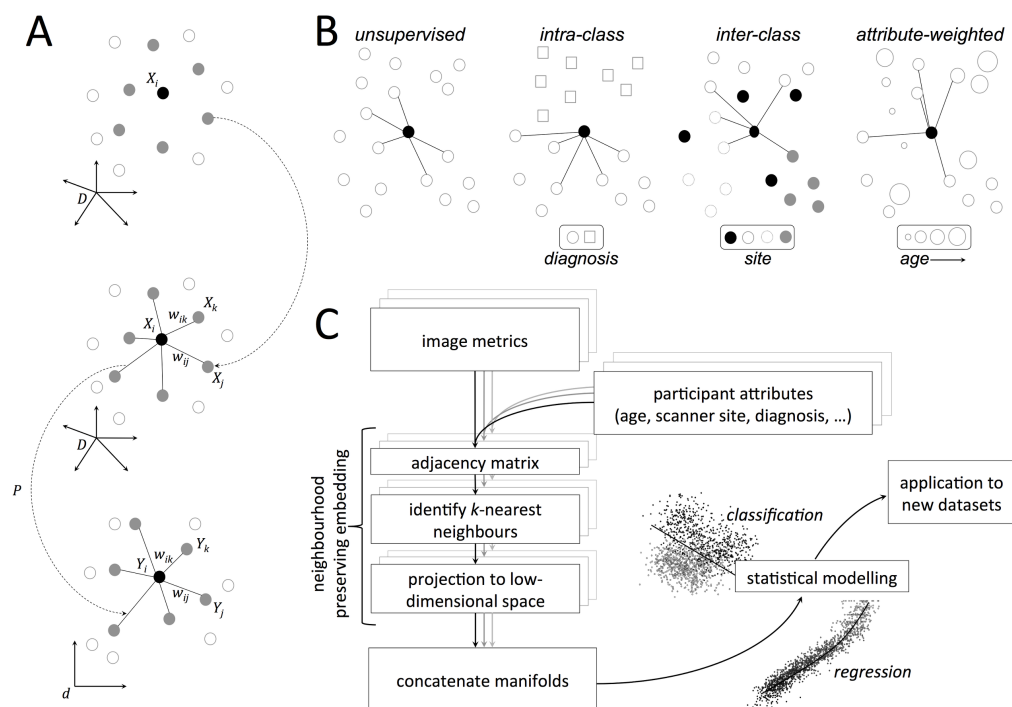 A
X_i
D
X_k
w_ik
X_i
w_ij
X_j
D
P
Y_k
w_ik
Y_i
w_ij
Y_j
d
B
unsupervised
intra-class
inter-class
attribute-weighted
diagnosis
site
age
C
image metrics
participant attributes
(age, scanner site, diagnosis, ...)
neighbourhood
preserving embedding
adjacency matrix
identify k-nearest
neighbours
projection to low-
dimensional space
concatenate manifolds
classification
statistical modelling
application to
new datasets
regression